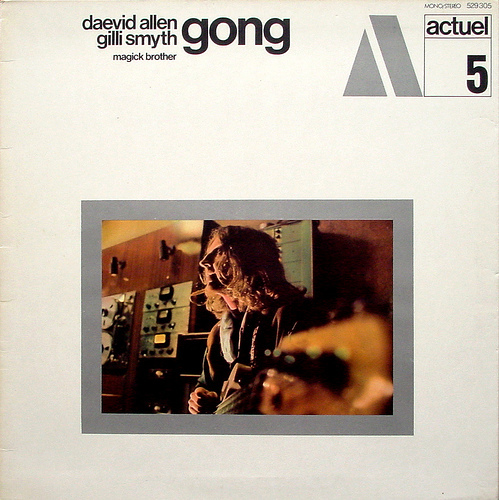 daevid allen
gilli smyth
gong
magick brother
MONO/STEREO 529 305
actuel
5